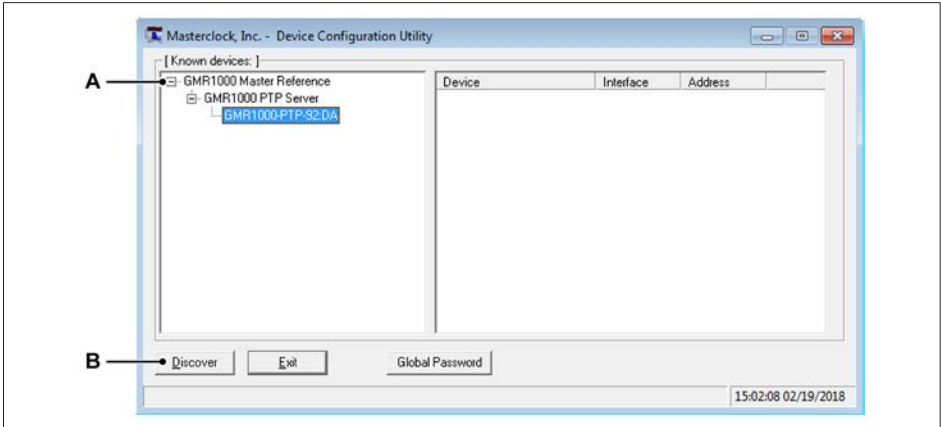 Masterclock, Inc. - Device Configuration Utility
[ Known devices: ]
A
GMR1000 Master Reference
GMR1000 PTP Server
GMR1000-PTP-92:DA
Device Interface Address
B
Discover Exit Global Password
15:02:08 02/19/2018